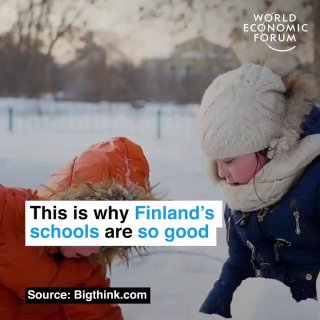 WORLD
ECONOMIC
FORUM
This is why Finland's
schools are so good
Source: Bigthink.com